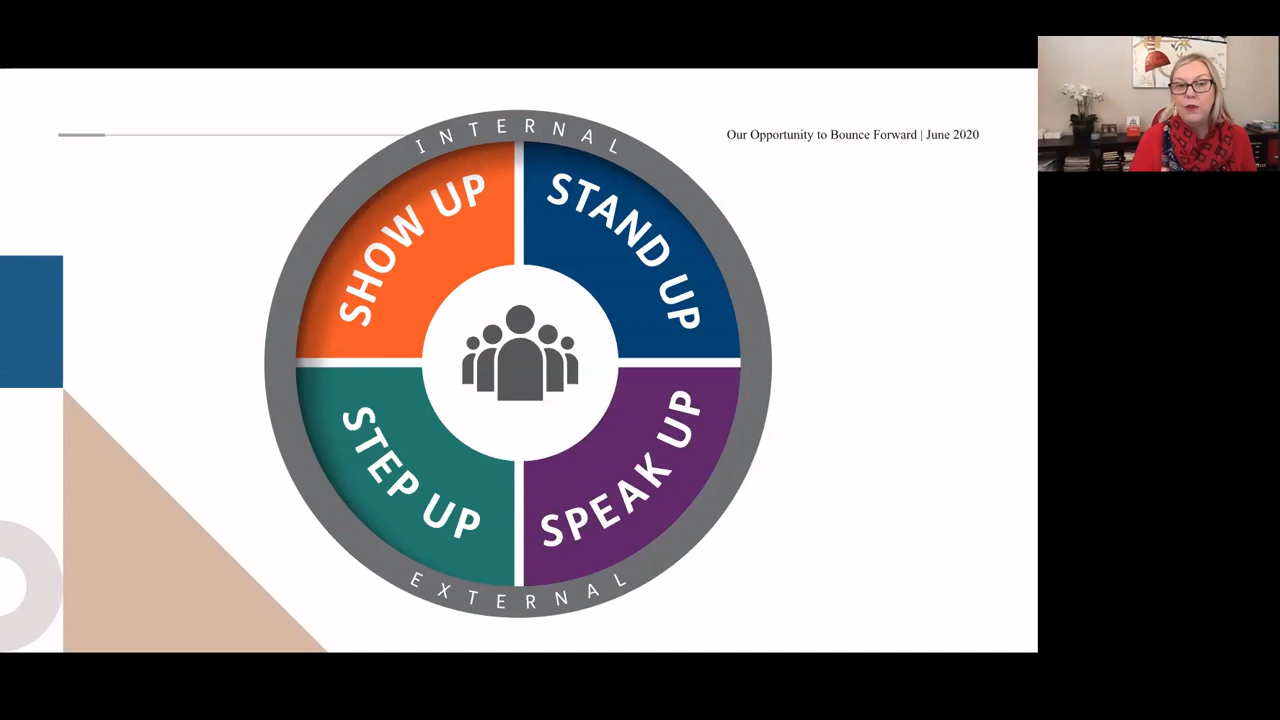 INTERNAL
Our Opportunity to Bounce Forward | June 2020
SHOW UP
STAND UP
STEP UP
SPEAK UP
EXTERNAL